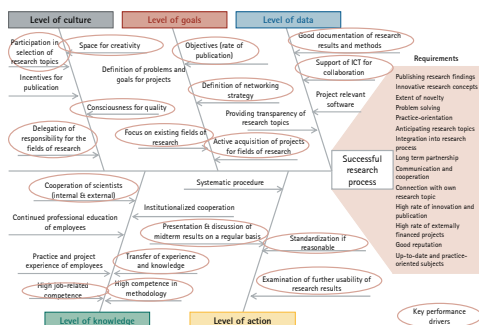 Level of culture
Level of goals
Level of data
Participation in
selection of
research topics
Space for creativity
Incentives for
publication
Consciousness for quality
Delegation of
responsibility for the
fields of research
Objectives (rate of
publication)
Definition of problems and
goals for projects
Definition of networking
strategy
Focus on existing fields of
research
Active acquisition of projects
for fields of research
Good documentation of research
results and methods
Support of ICT for
collaboration
Project relevant
software
Providing transparency of
research topics
Successful
research
process
Requirements
Publishing research findings
Innovative research concepts
Extent of novelty
Problem solving
Practice-orientation
Anticipating research topics
Integration into research
process
Long term partnership
Communication and
cooperation
Connection with own
research topic
High rate of innovation and
publication
High rate of externally
financed projects
Good reputation
Up-to-date and practice-
oriented subjects
Cooperation of scientists
(internal & external)
Continued professional education
of employees
Practice and project
experience of employees
High job-related
competence
Systematic procedure
Institutionalized cooperation
Presentation & discussion of
midterm results on a regular basis
Transfer of experience
and knowledge
High competence in
methodology
Standardization if
reasonable
Examination of further usability of
research results
Level of knowledge
Level of action
Key performance
drivers